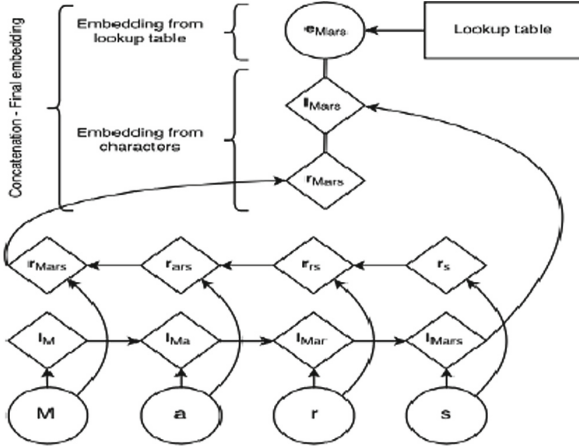 Concatenation - Final embedding
Embedding from
lookup table
Embedding from
characters
eMars
Lookup table
lMars
rMars
rMars
rars
rrs
rs
lM
lMa
lMar
lMars
M
a
r
s